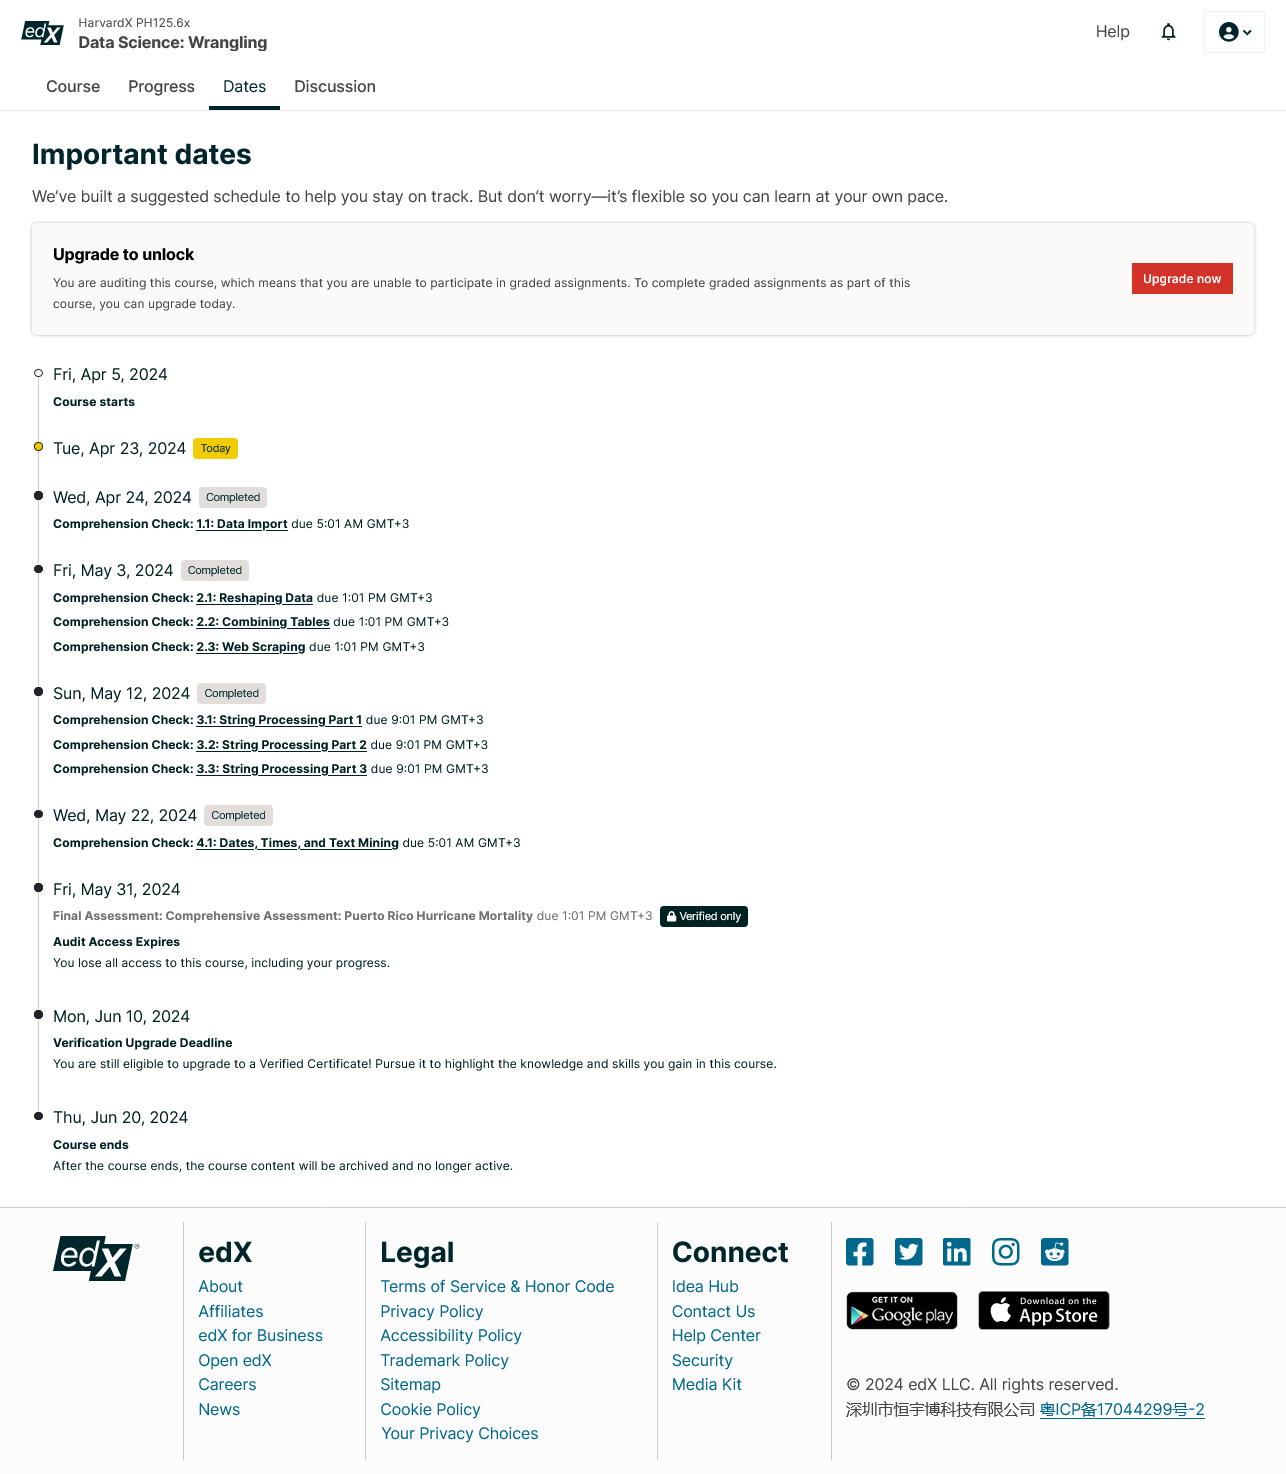 edX
HarvardX PH125.6x
Data Science: Wrangling
Help
Course Progress Dates Discussion
Important dates
We’ve built a suggested schedule to help you stay on track. But don’t worry—it’s flexible so you can learn at your own pace.
Upgrade to unlock
You are auditing this course, which means that you are unable to participate in graded assignments. To complete graded assignments as part of this
course, you can upgrade today.
Upgrade now
Fri, Apr 5, 2024
Course starts
Tue, Apr 23, 2024 Today
Wed, Apr 24, 2024 Completed
Comprehension Check: 1.1: Data Import due 5:01 AM GMT+3
Fri, May 3, 2024 Completed
Comprehension Check: 2.1: Reshaping Data due 1:01 PM GMT+3
Comprehension Check: 2.2: Combining Tables due 1:01 PM GMT+3
Comprehension Check: 2.3: Web Scraping due 1:01 PM GMT+3
Sun, May 12, 2024 Completed
Comprehension Check: 3.1: String Processing Part 1 due 9:01 PM GMT+3
Comprehension Check: 3.2: String Processing Part 2 due 9:01 PM GMT+3
Comprehension Check: 3.3: String Processing Part 3 due 9:01 PM GMT+3
Wed, May 22, 2024 Completed
Comprehension Check: 4.1: Dates, Times, and Text Mining due 5:01 AM GMT+3
Fri, May 31, 2024
Final Assessment: Comprehensive Assessment: Puerto Rico Hurricane Mortality due 1:01 PM GMT+3 Verified only
Audit Access Expires
You lose all access to this course, including your progress.
Mon, Jun 10, 2024
Verification Upgrade Deadline
You are still eligible to upgrade to a Verified Certificate! Pursue it to highlight the knowledge and skills you gain in this course.
Thu, Jun 20, 2024
Course ends
After the course ends, the course content will be archived and no longer active.
edX®
edX
About
Affiliates
edX for Business
Open edX
Careers
News
Legal
Terms of Service & Honor Code
Privacy Policy
Accessibility Policy
Trademark Policy
Sitemap
Cookie Policy
Your Privacy Choices
Connect
Idea Hub
Contact Us
Help Center
Security
Media Kit
GET IT ON
Google play
Download on the
App Store
© 2024 edX LLC. All rights reserved.
深圳市恒宇博科技有限公司 粤ICP备17044299号-2